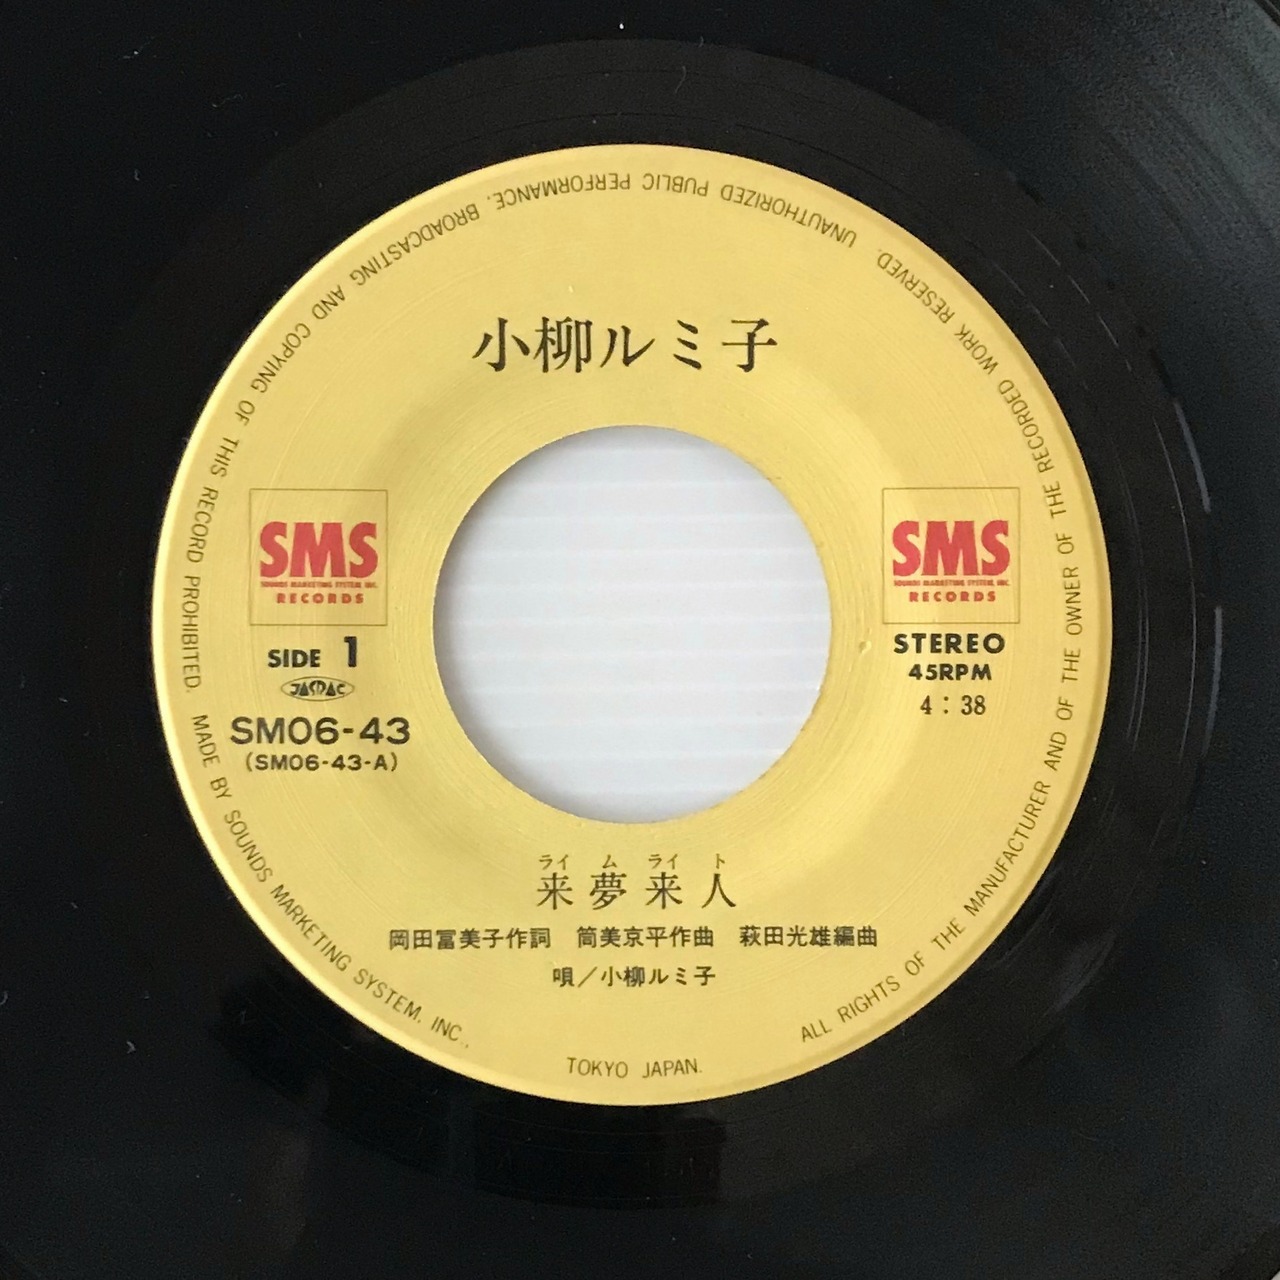 小柳ルミ子
SMS
SOUNDS MARKETING SYSTEM INC.
RECORDS
SIDE 1
JASRAC
SM06-43
(SM06-43-A)
SMS
SOUNDS MARKETING SYSTEM INC.
RECORDS
STEREO
45RPM
4:38
ライ ム ライ ト
来夢来人
岡田冨美子作詞 筒美京平作曲 萩田光雄編曲
唄/小柳ルミ子
ALL RIGHTS OF THE MANUFACTURER AND OF THE OWNER OF THE RECORDED WORK RESERVED. UNAUTHORIZED PUBLIC PERFORMANCE. BROADCASTING AND COPYING OF THIS RECORD PROHIBITED. MADE BY SOUNDS MARKETING SYSTEM. INC.,
TOKYO JAPAN.